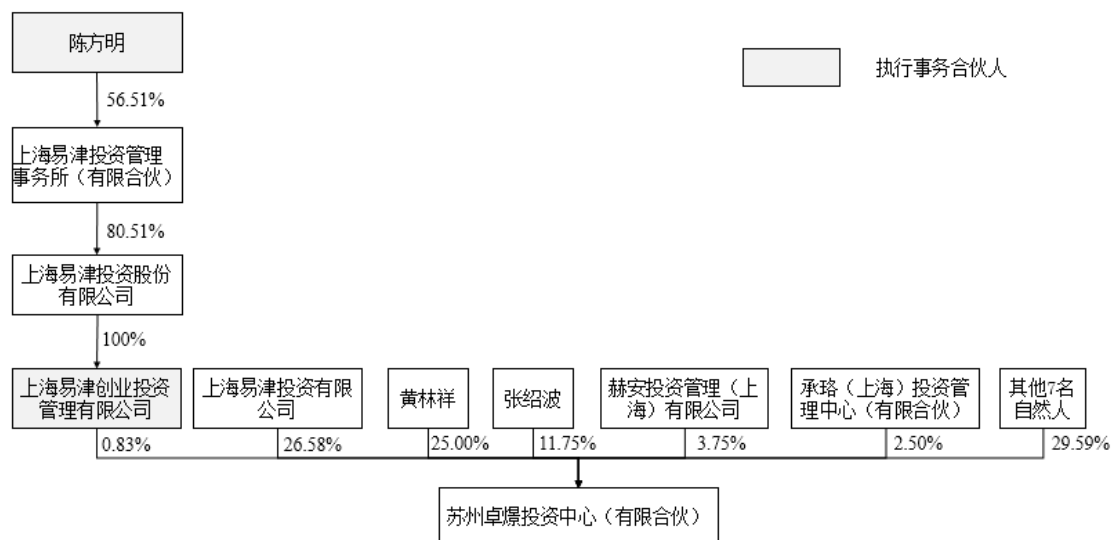 陈方明
执行事务合伙人
56.51%
上海易津投资管理
事务所（有限合伙）
80.51%
上海易津投资股份
有限公司
100%
上海易津创业投资
管理有限公司
上海易津投资有限
公司
黄林祥
张绍波
赫安投资管理（上
海）有限公司
承珞（上海）投资管
理中心（有限合伙）
其他7名
自然人
0.83%
26.58%
25.00%
11.75%
3.75%
2.50%
29.59%
苏州卓燝投资中心（有限合伙）